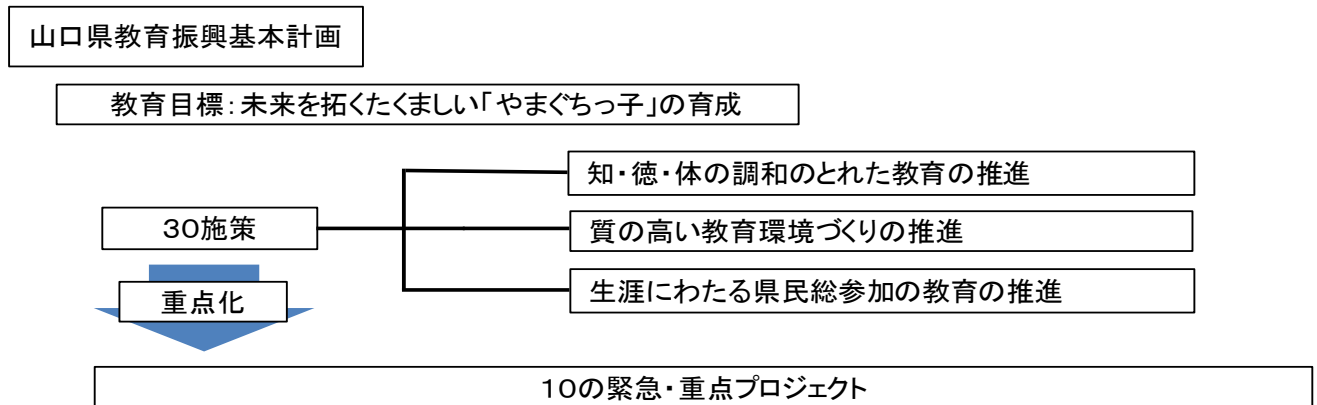 山口県教育振興基本計画
教育目標：未来を拓くたくましい「やまぐちっ子」の育成
知・徳・体の調和のとれた教育の推進
30施策
質の高い教育環境づくりの推進
生涯にわたる県民総参加の教育の推進
重点化
10の緊急・重点プロジェクト